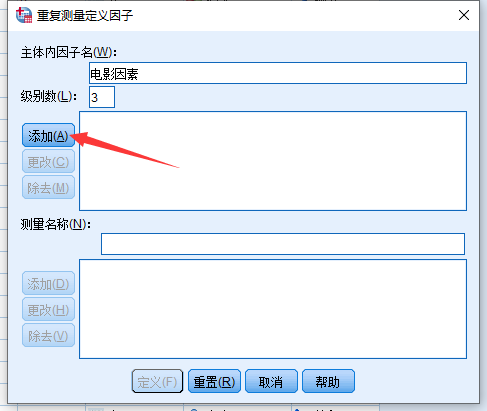 重复测量定义因子
主体内因子名(W)：
电影因素
级别数(L)： 3
添加(A)
更改(C)
除去(M)
测量名称(N)：
添加(D)
更改(H)
除去(V)
定义(F) 重置(R) 取消 帮助